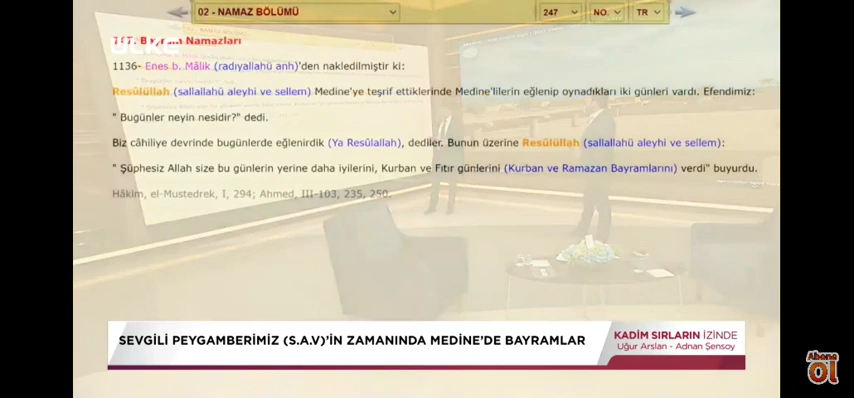 02 - NAMAZ BÖLÜMÜ
247
NO.
TR
ÜLKE
Bayram Namazları
1136- Enes b. Mâlik (radıyallahü anh)'den nakledilmiştir ki:
Resûlüllah (sallallahü aleyhi ve sellem) Medine'ye teşrif ettiklerinde Medine'lilerin eğlenip oynadıkları iki günleri vardı. Efendimiz:
" Bugünler neyin nesidir?" dedi.
Biz câhiliye devrinde bugünlerde eğlenirdik (Ya Resûlallah), dediler. Bunun üzerine Resûlüllah (sallallahü aleyhi ve sellem):
" Şüphesiz Allah size bu günlerin yerine daha iyilerini, Kurban ve Fıtır günlerini (Kurban ve Ramazan Bayramlarını) verdi" buyurdu.
Hâkim, el-Mustedrek, I, 294; Ahmed, III-103, 235, 250.
SEVGİLİ PEYGAMBERİMİZ (S.A.V)'İN ZAMANINDA MEDİNE'DE BAYRAMLAR
KADİM SIRLARIN İZİNDE
Uğur Arslan - Adnan Şensoy
Abone
Ol